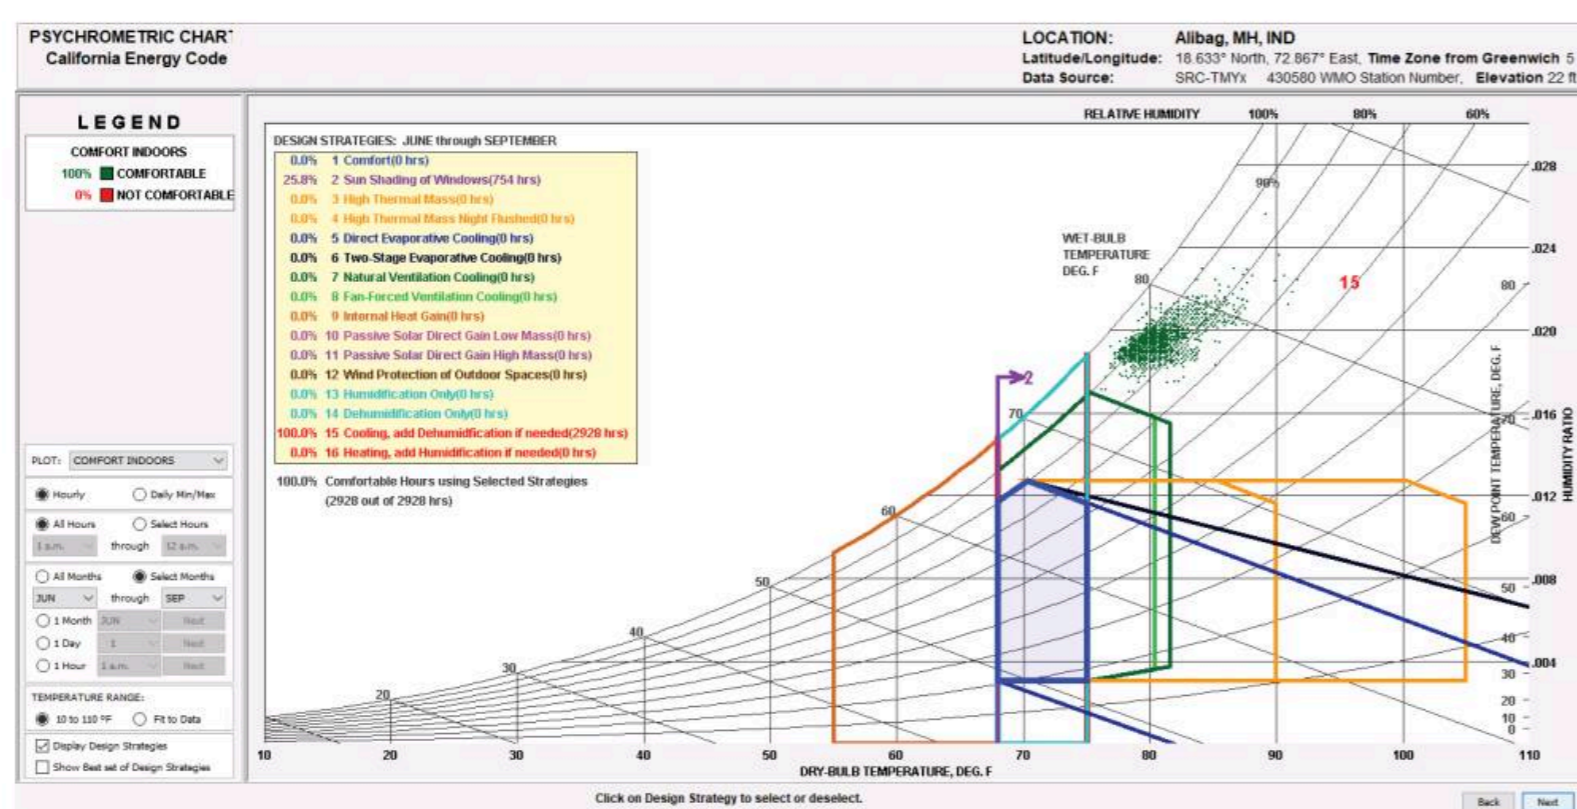 PSYCHROMETRIC CHAR
California Energy Code
LOCATION: Alibag, MH, IND
Latitude/Longitude: 18.633° North, 72.867° East, Time Zone from Greenwich 5
Data Source: SRC-TMYx 430580 WMO Station Number, Elevation 22 ft
LEGEND
COMFORT INDOORS
100% COMFORTABLE
0% NOT COMFORTABLE
PLOT: COMFORT INDOORS
Hourly Daily Min/Max
All Hours Select Hours
1 a.m. through 12 a.m.
All Months Select Months
JUN through SEP
1 Month JUN Next
1 Day 1 Next
1 Hour 1 a.m. Next
TEMPERATURE RANGE:
10 to 110 °F Fit to Data
Display Design Strategies
Show Best set of Design Strategies
DESIGN STRATEGIES: JUNE through SEPTEMBER
0.0% 1 Comfort(0 hrs)
25.8% 2 Sun Shading of Windows(754 hrs)
0.0% 3 High Thermal Mass(0 hrs)
0.0% 4 High Thermal Mass Night Flushed(0 hrs)
0.0% 5 Direct Evaporative Cooling(0 hrs)
0.0% 6 Two-Stage Evaporative Cooling(0 hrs)
0.0% 7 Natural Ventilation Cooling(0 hrs)
0.0% 8 Fan-Forced Ventilation Cooling(0 hrs)
0.0% 9 Internal Heat Gain(0 hrs)
0.0% 10 Passive Solar Direct Gain Low Mass(0 hrs)
0.0% 11 Passive Solar Direct Gain High Mass(0 hrs)
0.0% 12 Wind Protection of Outdoor Spaces(0 hrs)
0.0% 13 Humidification Only(0 hrs)
0.0% 14 Dehumidification Only(0 hrs)
100.0% 15 Cooling, add Dehumidfication if needed(2928 hrs)
0.0% 16 Heating, add Humidification if needed(0 hrs)
100.0% Comfortable Hours using Selected Strategies
(2928 out of 2928 hrs)
RELATIVE HUMIDITY 100% 80% 60%
90%
WET-BULB
TEMPERATURE
DEG. F
80
15
2
70
60
50
40
30
20
.028
.024
80
.020
70
.016
.012
60
50
.008
40
.004
30
20
10
0
DEW POINT TEMPERATURE, DEG. F
HUMIDITY RATIO
10 20 30 40 50 60 70 80 90 100 110
DRY-BULB TEMPERATURE, DEG. F
Click on Design Strategy to select or deselect.
Back Next